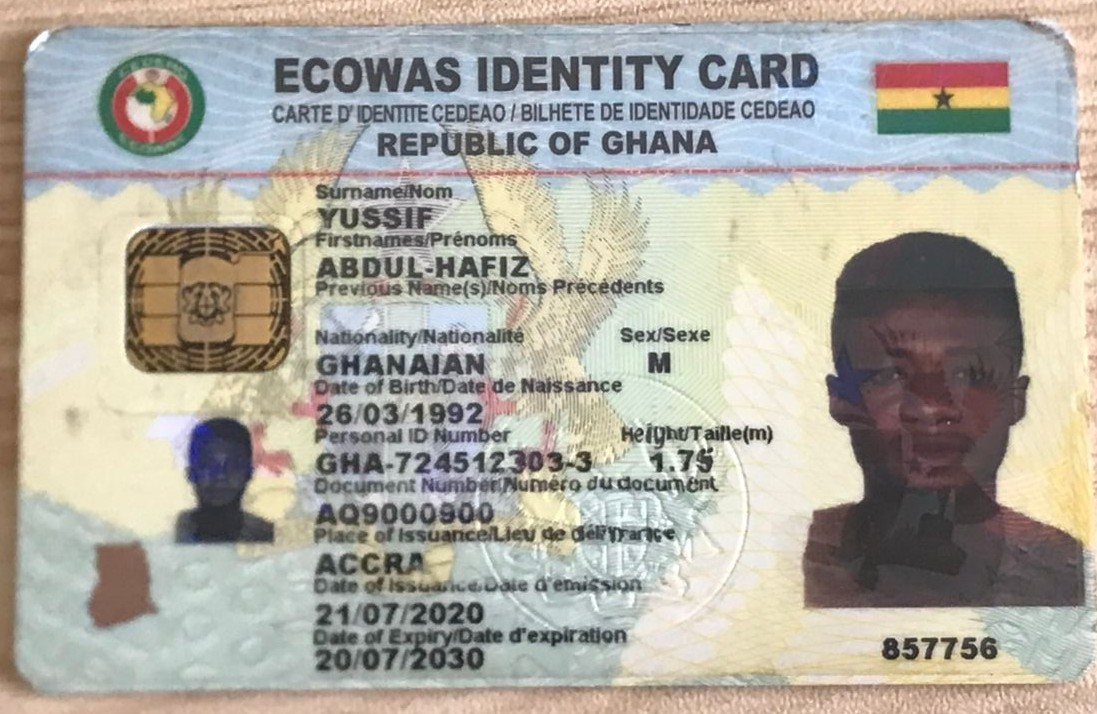 ECOWAS IDENTITY CARD
CARTE D'IDENTITE CEDEAO / BILHETE DE IDENTIDADE CEDEAO
REPUBLIC OF GHANA
Surname/Nom
YUSSIF
Firstnames/Prénoms
ABDUL-HAFIZ
Previous Name(s)/Noms Précédents
Nationality/Nationalité Sex/Sexe
GHANAIAN M
Date of Birth/Date de Naissance
26/03/1992
Personal ID Number Height/Taille(m)
GHA-724512303-3 1.75
Document Number/Numéro du document
AQ9000900
Place of Issuance/Lieu de délivrance
ACCRA
Date of Issuance/Date d'émission
21/07/2020
Date of Expiry/Date d'expiration
20/07/2030
857756